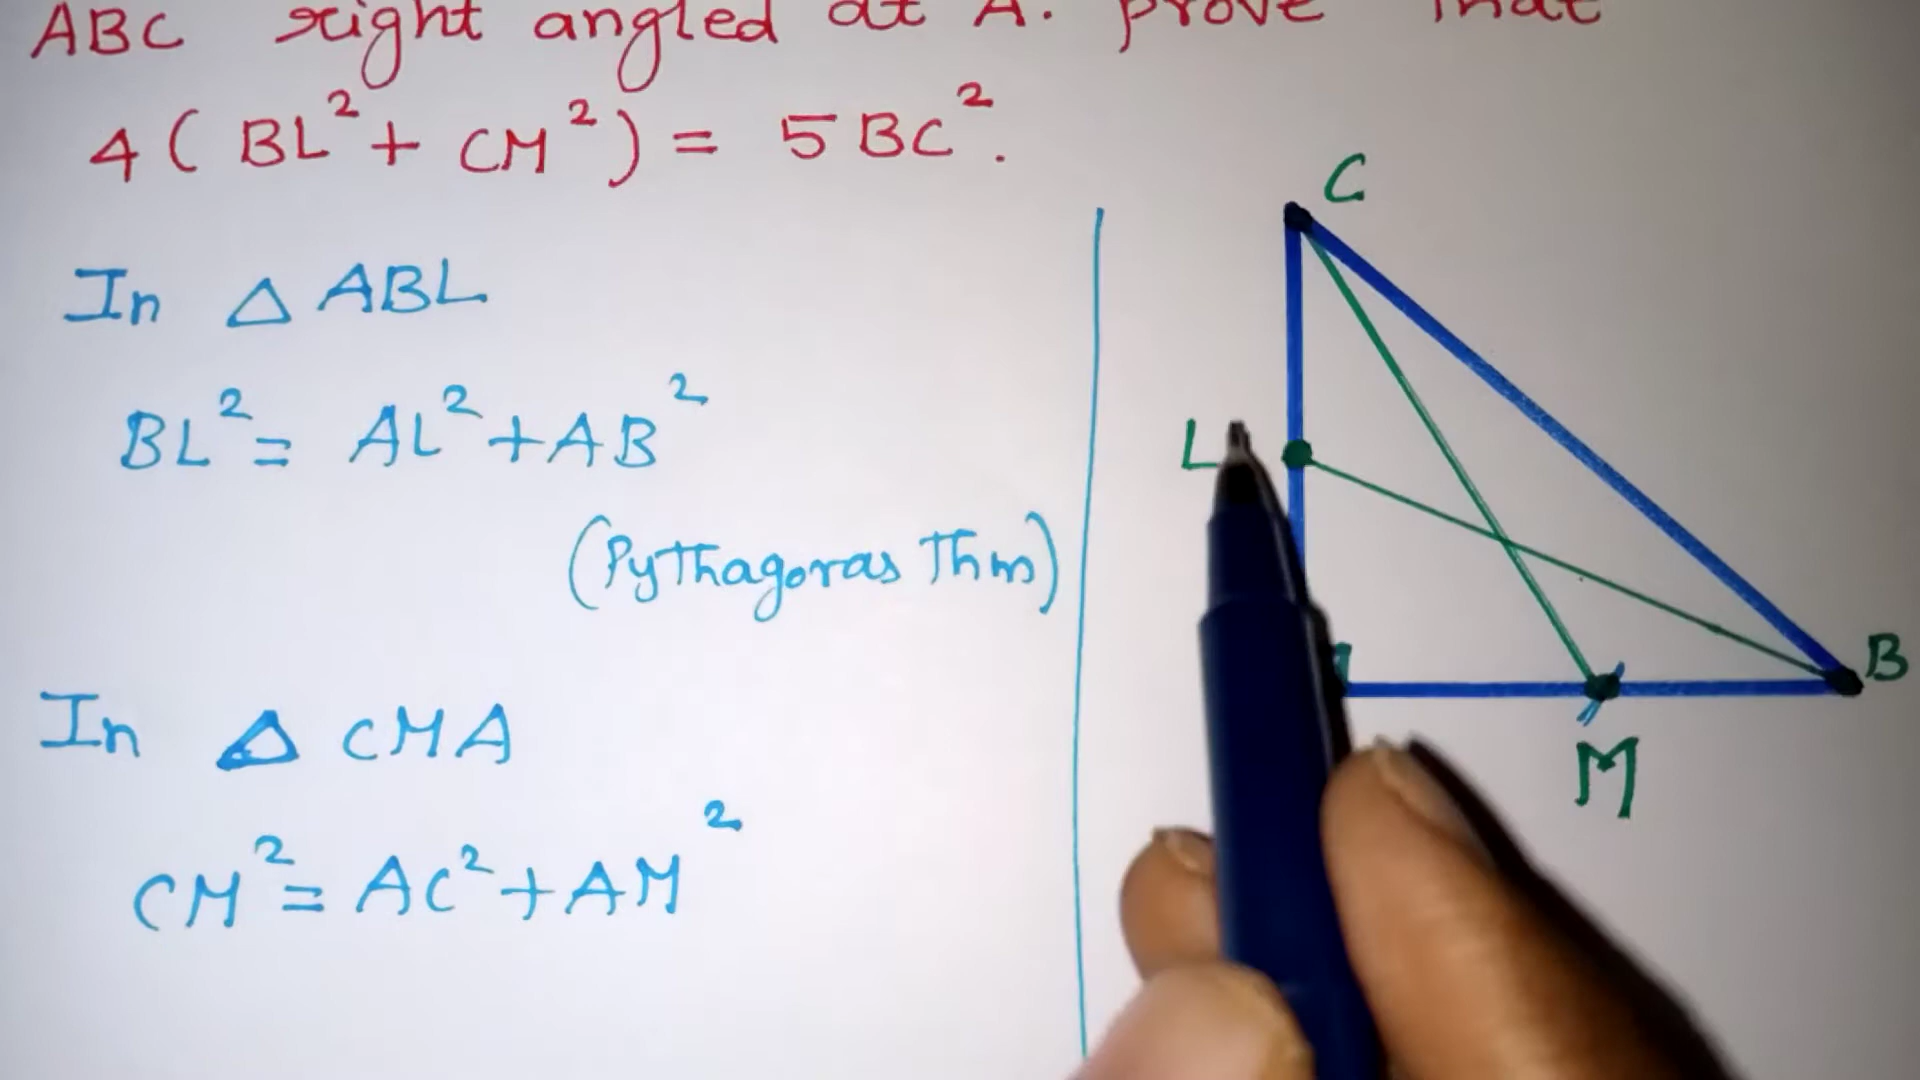 ABC right angled at A. prove that
4 ( BL² + CM² ) = 5 BC².
In △ ABL
BL² = AL² + AB²
(Pythagoras Thm)
In △ CMA
CM² = AC² + AM²
C
L
B
M